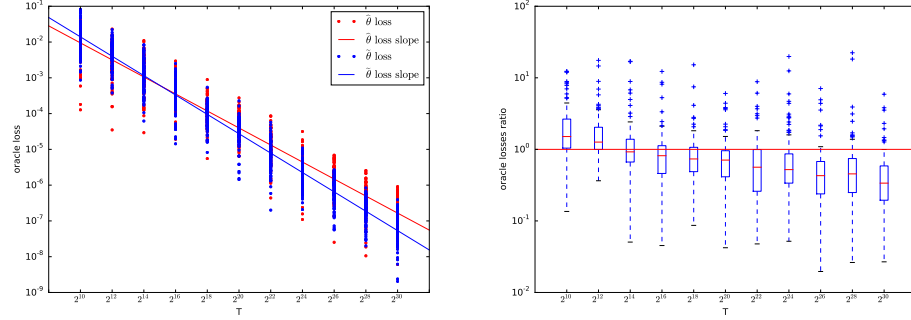 10^-1
10^-2
10^-3
10^-4
10^-5
10^-6
10^-7
10^-8
10^-9
oracle loss
2^10 2^12 2^14 2^16 2^18 2^20 2^22 2^24 2^26 2^28 2^30
T
θ̄ loss
θ̄ loss slope
θ̃ loss
θ̃ loss slope
10^2
10^1
10^0
10^-1
10^-2
oracle losses ratio
2^10 2^12 2^14 2^16 2^18 2^20 2^22 2^24 2^26 2^28 2^30
T